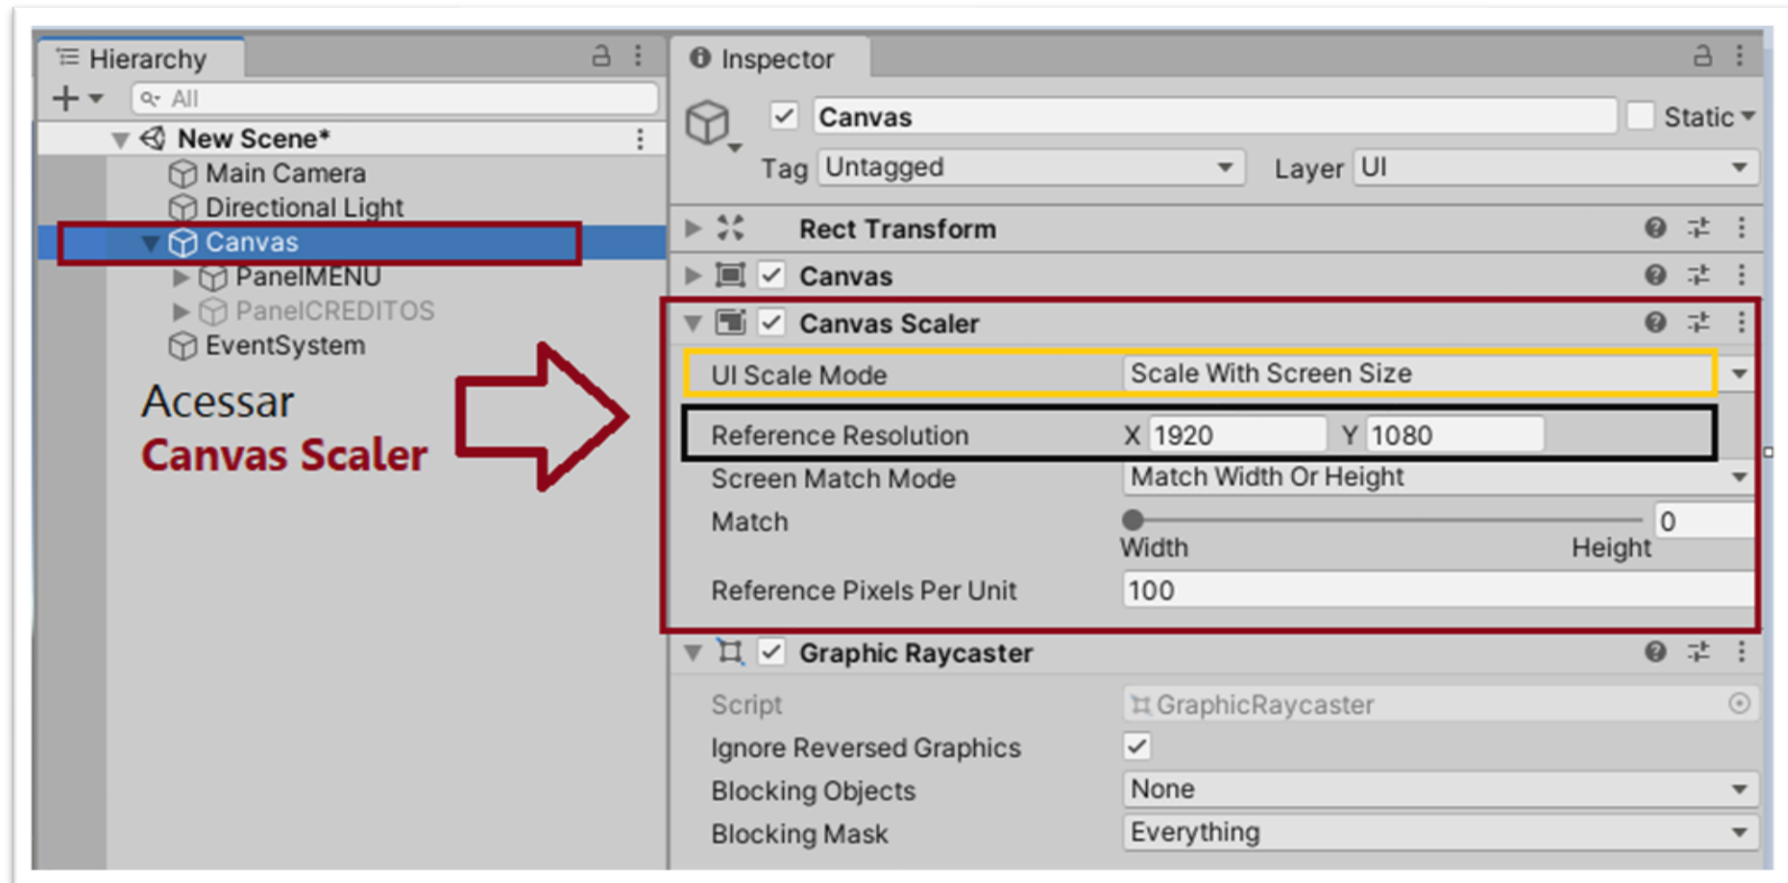 Hierarchy
All
New Scene*
Main Camera
Directional Light
Canvas
PanelMENU
PanelCREDITOS
EventSystem
Acessar
Canvas Scaler
Inspector
Canvas Static
Tag Untagged Layer UI
Rect Transform
Canvas
Canvas Scaler
UI Scale Mode Scale With Screen Size
Reference Resolution X 1920 Y 1080
Screen Match Mode Match Width Or Height
Match 0
Width Height
Reference Pixels Per Unit 100
Graphic Raycaster
Script GraphicRaycaster
Ignore Reversed Graphics
Blocking Objects None
Blocking Mask Everything